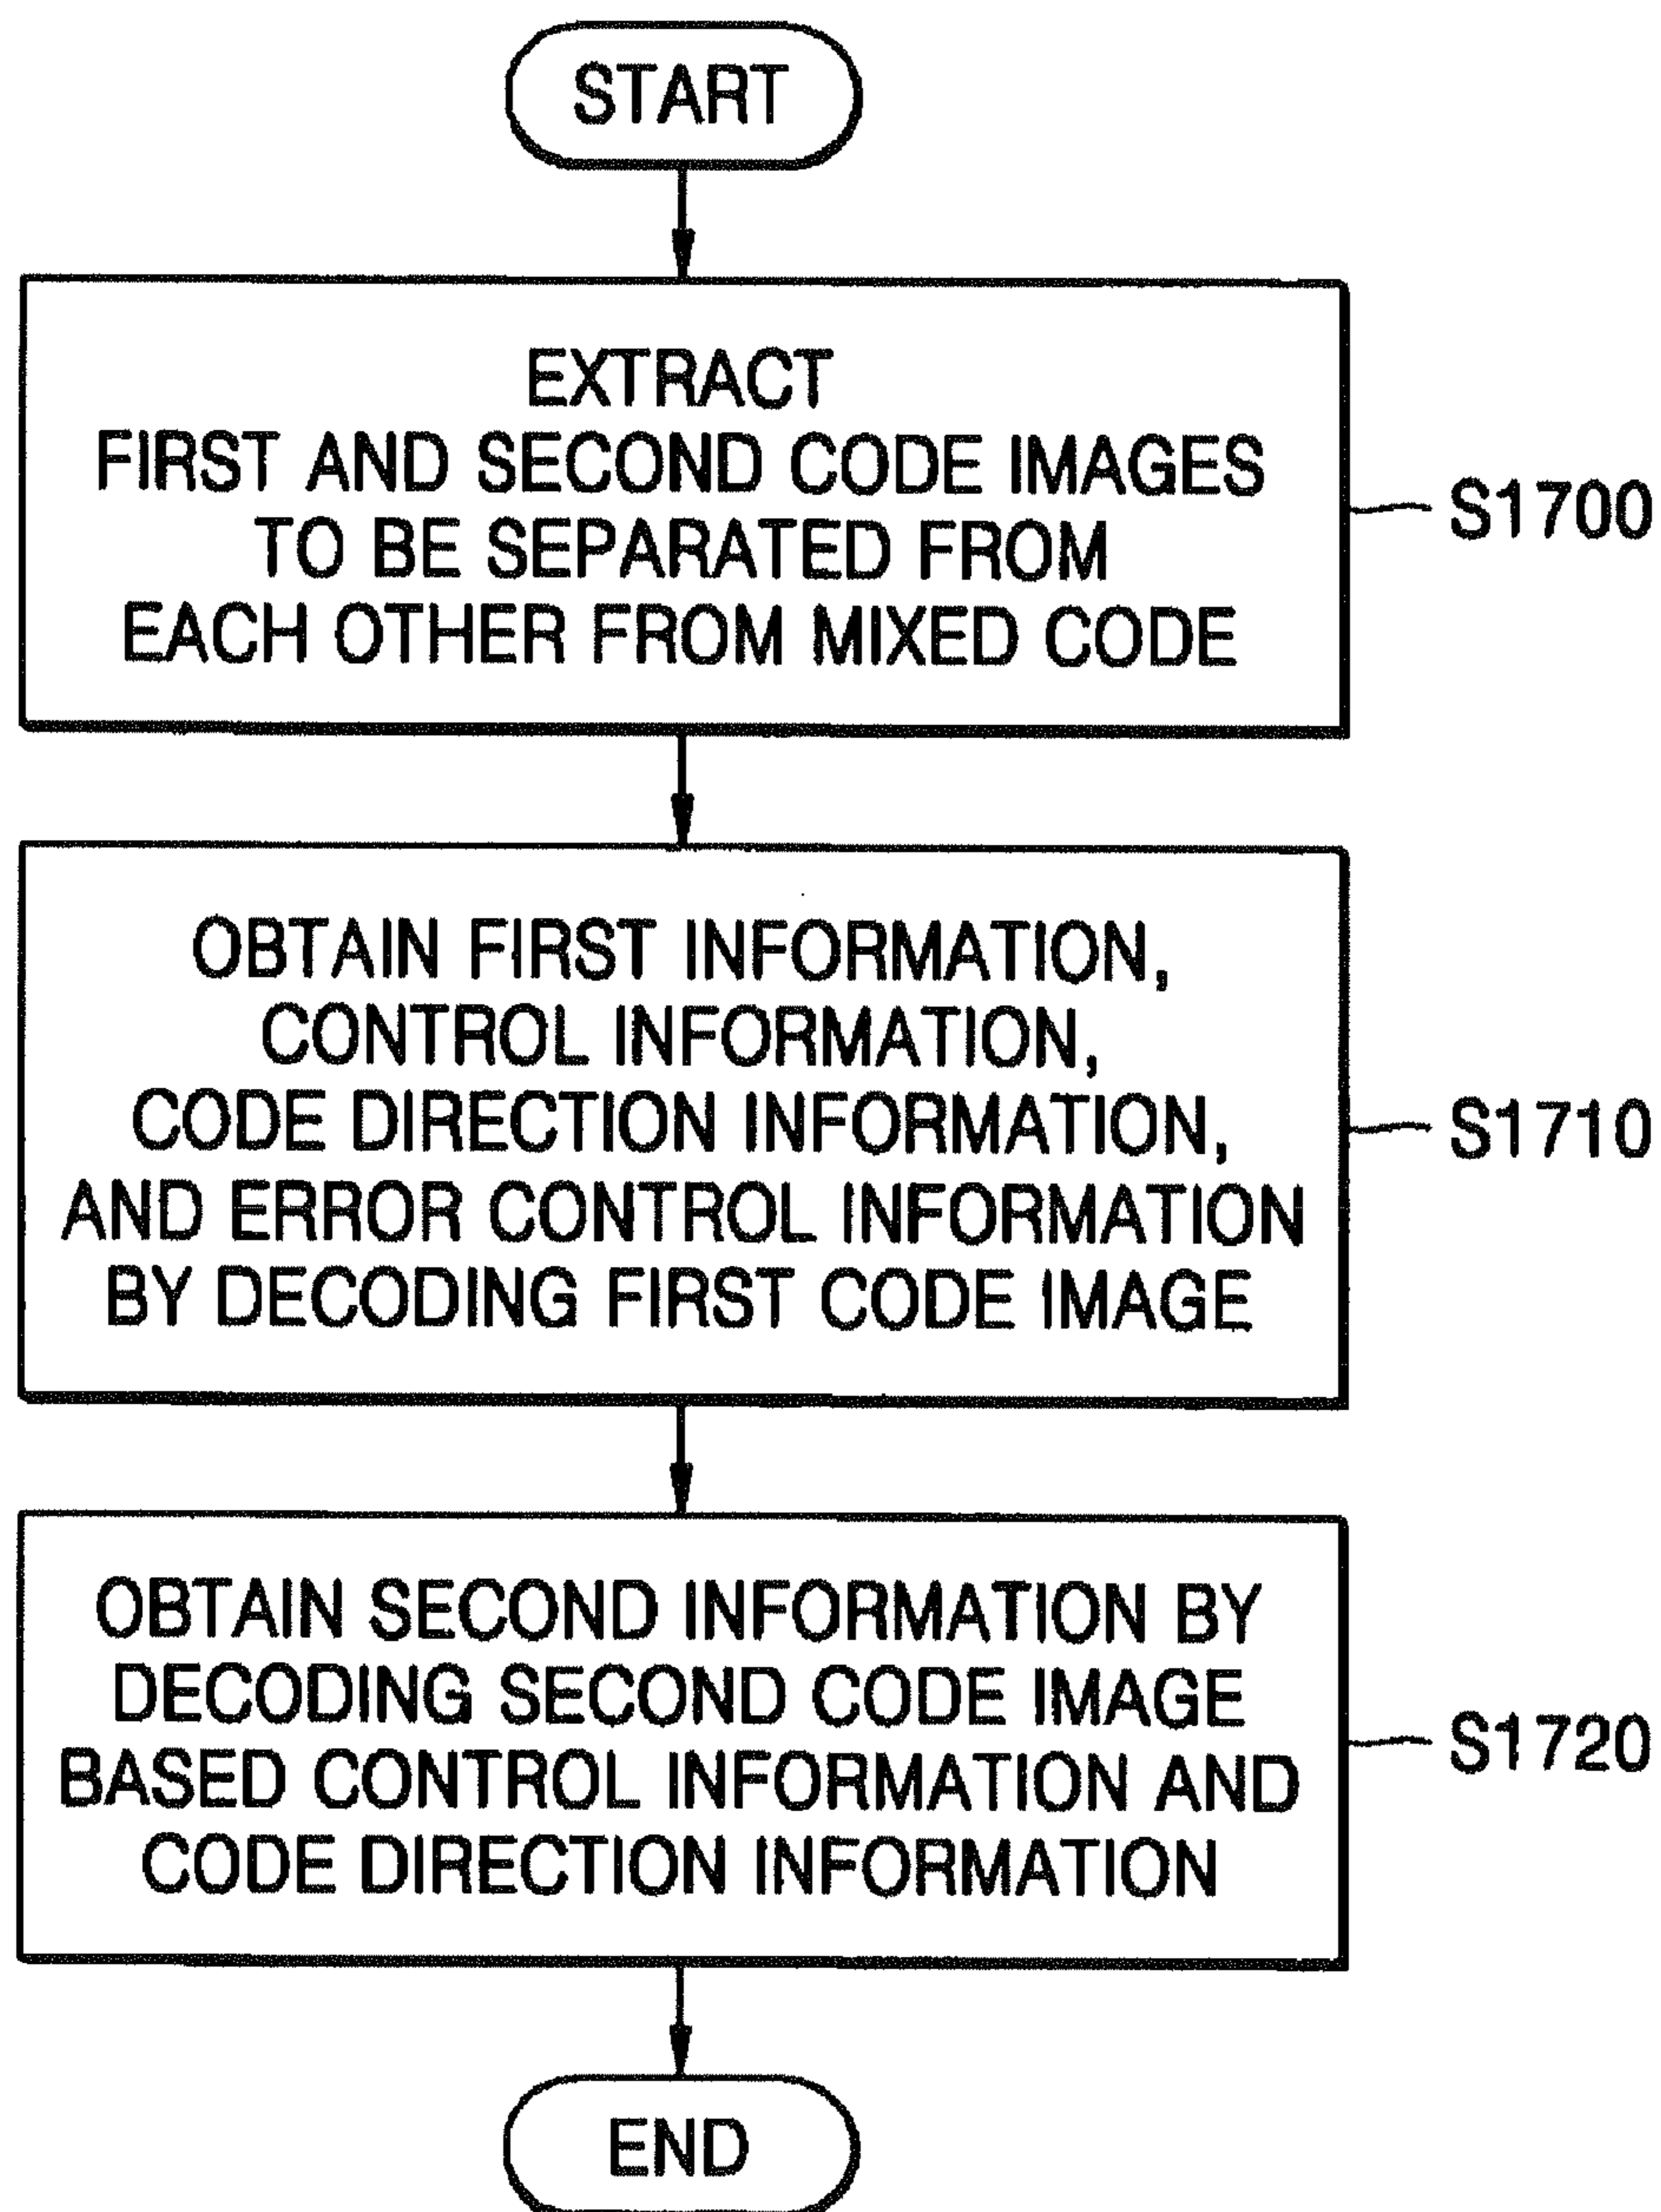 START
EXTRACT
FIRST AND SECOND CODE IMAGES
TO BE SEPARATED FROM
EACH OTHER FROM MIXED CODE
S1700
OBTAIN FIRST INFORMATION,
CONTROL INFORMATION,
CODE DIRECTION INFORMATION,
AND ERROR CONTROL INFORMATION
BY DECODING FIRST CODE IMAGE
S1710
OBTAIN SECOND INFORMATION BY
DECODING SECOND CODE IMAGE
BASED CONTROL INFORMATION AND
CODE DIRECTION INFORMATION
S1720
END